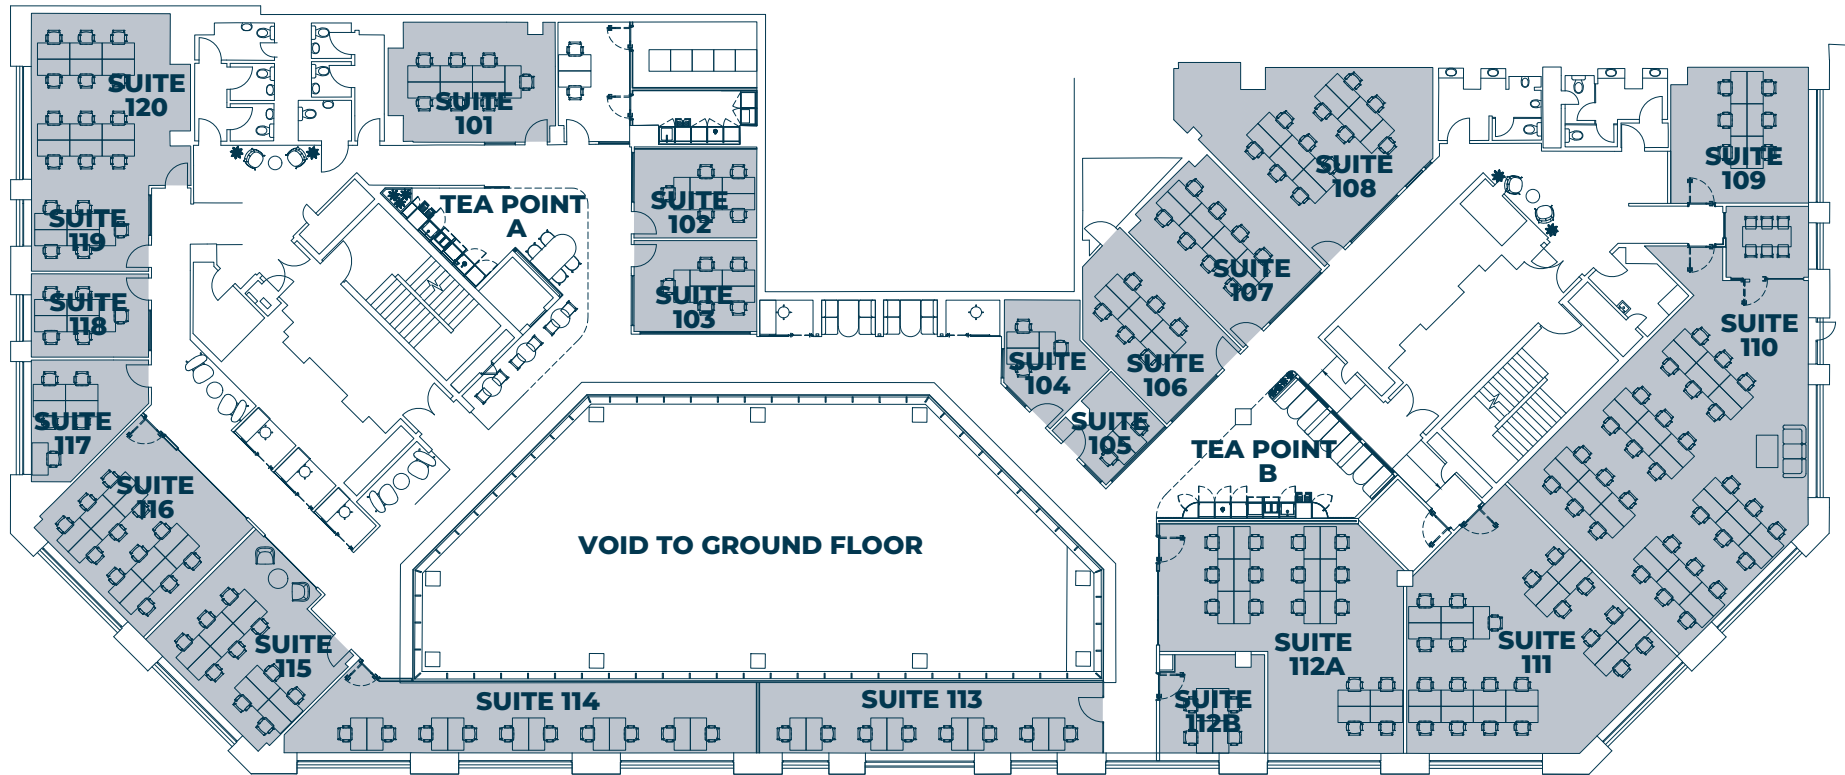 SUITE
120
SUITE
101
SUITE
119
TEA POINT
A
SUITE
102
SUITE
118
SUITE
103
SUITE
117
SUITE
116
SUITE
115
SUITE 114
SUITE 113
VOID TO GROUND FLOOR
SUITE
104
SUITE
105
SUITE
106
SUITE
107
SUITE
108
SUITE
109
SUITE
110
TEA POINT
B
SUITE
111
SUITE
112A
SUITE
112B